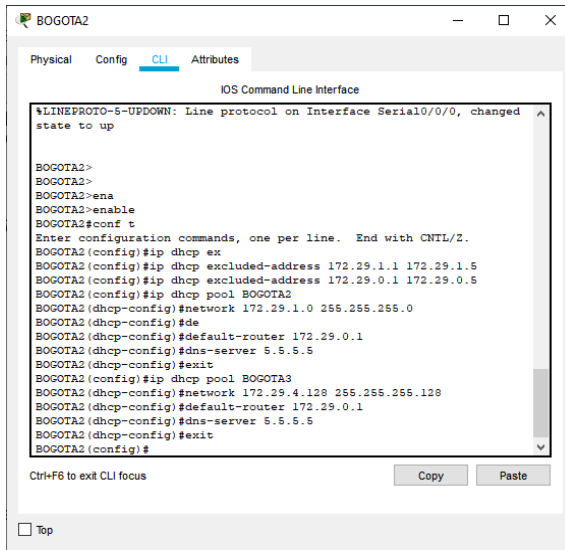 BOGOTA2
Physical Config CLI Attributes
IOS Command Line Interface
%LINEPROTO-5-UPDOWN: Line protocol on Interface Serial0/0/0, changed
state to up
BOGOTA2>
BOGOTA2>
BOGOTA2>ena
BOGOTA2>enable
BOGOTA2#conf t
Enter configuration commands, one per line.  End with CNTL/Z.
BOGOTA2(config)#ip dhcp ex
BOGOTA2(config)#ip dhcp excluded-address 172.29.1.1 172.29.1.5
BOGOTA2(config)#ip dhcp excluded-address 172.29.0.1 172.29.0.5
BOGOTA2(config)#ip dhcp pool BOGOTA2
BOGOTA2(dhcp-config)#network 172.29.1.0 255.255.255.0
BOGOTA2(dhcp-config)#de
BOGOTA2(dhcp-config)#default-router 172.29.0.1
BOGOTA2(dhcp-config)#dns-server 5.5.5.5
BOGOTA2(dhcp-config)#exit
BOGOTA2(config)#ip dhcp pool BOGOTA3
BOGOTA2(dhcp-config)#network 172.29.4.128 255.255.255.128
BOGOTA2(dhcp-config)#default-router 172.29.0.1
BOGOTA2(dhcp-config)#dns-server 5.5.5.5
BOGOTA2(dhcp-config)#exit
BOGOTA2(config)#
Ctrl+F6 to exit CLI focus
Copy Paste
Top